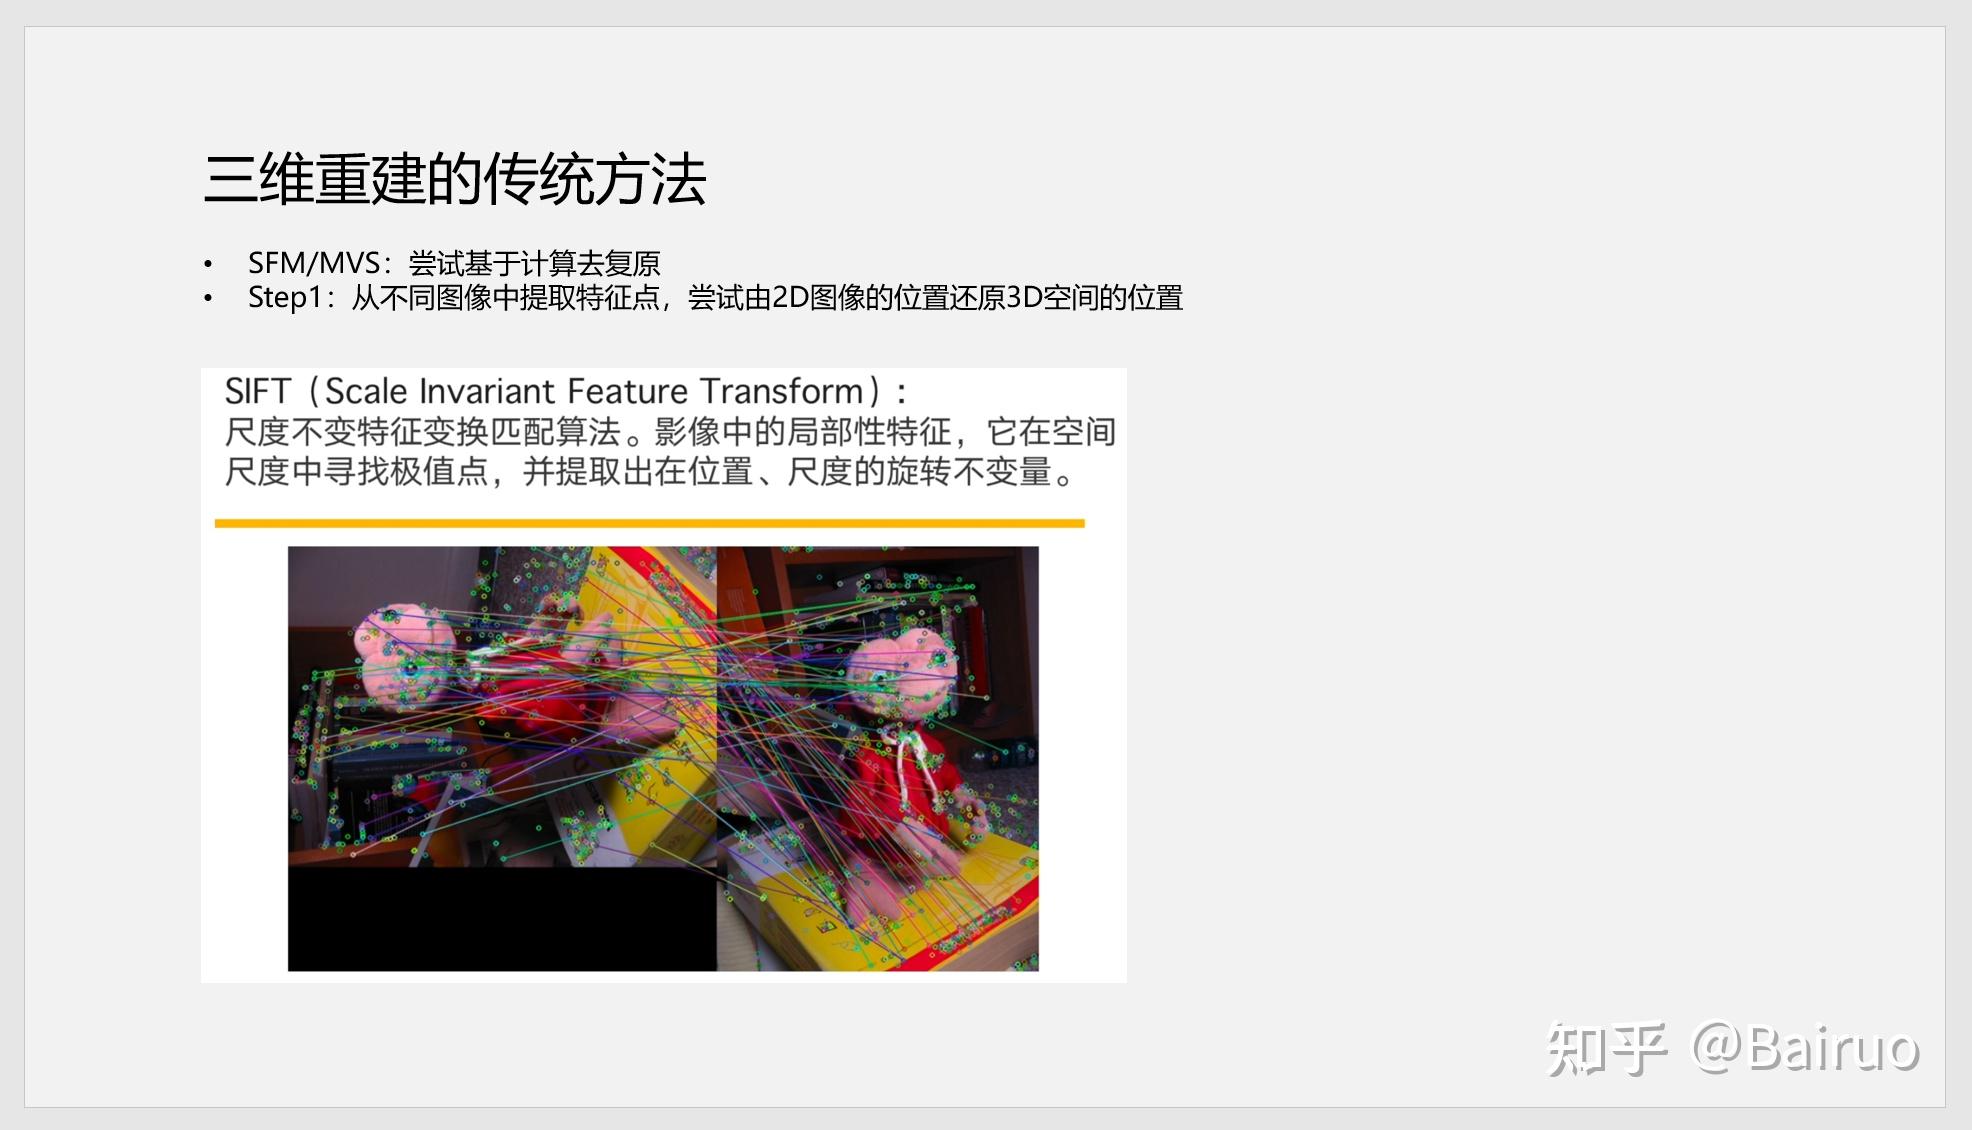 三维重建的传统方法
• SFM/MVS：尝试基于计算去复原
• Step1：从不同图像中提取特征点，尝试由2D图像的位置还原3D空间的位置
SIFT（Scale Invariant Feature Transform）：
尺度不变特征变换匹配算法。影像中的局部性特征，它在空间
尺度中寻找极值点，并提取出在位置、尺度的旋转不变量。
知乎 @Bairuo